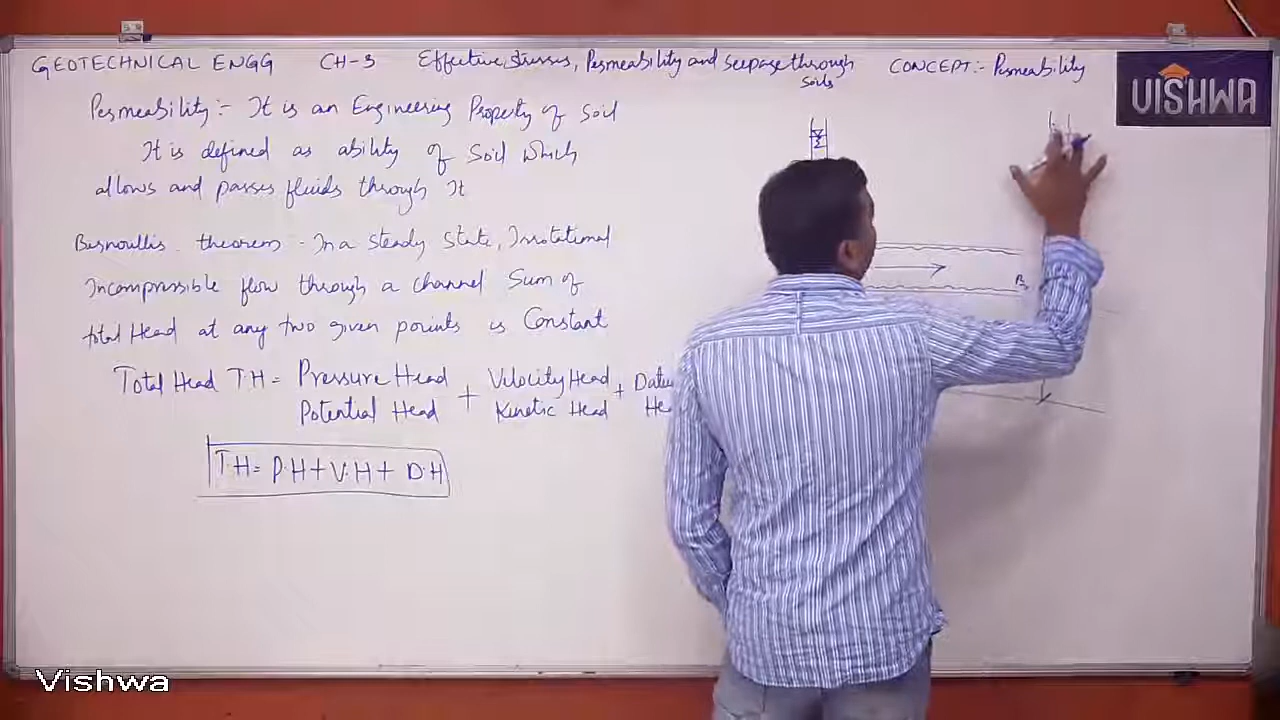 GEOTECHNICAL ENGG CH-3 Effective stresses, Permeability and Seepage through Soils CONCEPT:- Permeability
VISHWA
Permeability :- It is an Engineering Property of Soil
It is defined as ability of Soil which
allows and passes fluids through It
Bernoullis theorem - In a Steady State, Irrotational
Incompressible flow through a channel Sum of
total Head at any two given points is Constant
Total Head T.H = Pressure Head + Velocity Head +
Potential Head Kinetic Head
T.H = P.H + V.H + D.H
B
Vishwa